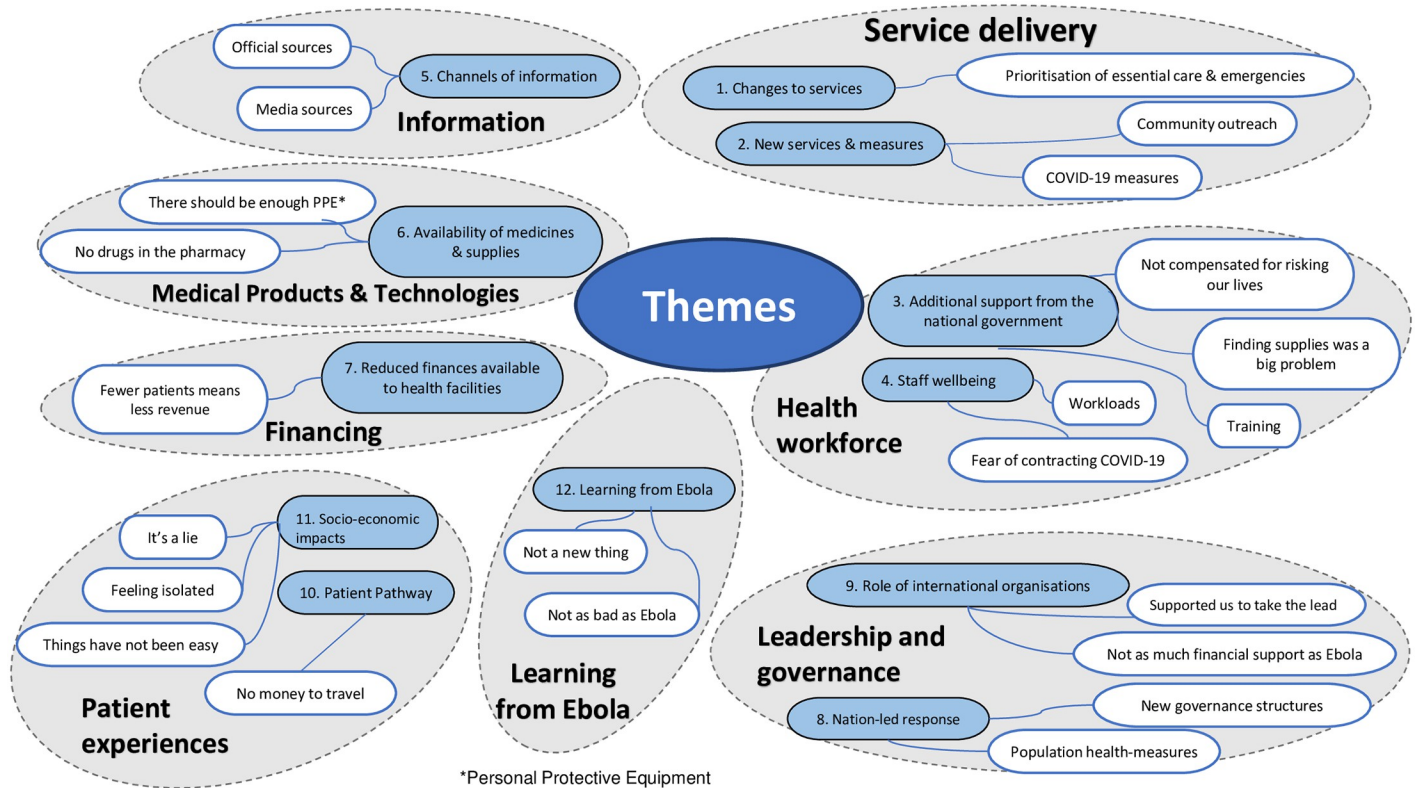 Official sources
5. Channels of information
Media sources
Information
Service delivery
Prioritisation of essential care & emergencies
1. Changes to services
Community outreach
2. New services & measures
COVID-19 measures
There should be enough PPE*
6. Availability of medicines
& supplies
No drugs in the pharmacy
Medical Products & Technologies
Themes
Not compensated for risking
our lives
3. Additional support from the
national government
Finding supplies was a
big problem
4. Staff wellbeing
Workloads
Training
Health
workforce
Fear of contracting COVID-19
7. Reduced finances available
to health facilities
Fewer patients means
less revenue
Financing
12. Learning from Ebola
Not a new thing
Not as bad as Ebola
Learning
from Ebola
11. Socio-economic
impacts
It's a lie
Feeling isolated
10. Patient Pathway
Things have not been easy
No money to travel
Patient
experiences
9. Role of international organisations
Supported us to take the lead
Leadership and
governance
Not as much financial support as Ebola
New governance structures
8. Nation-led response
Population health-measures
*Personal Protective Equipment